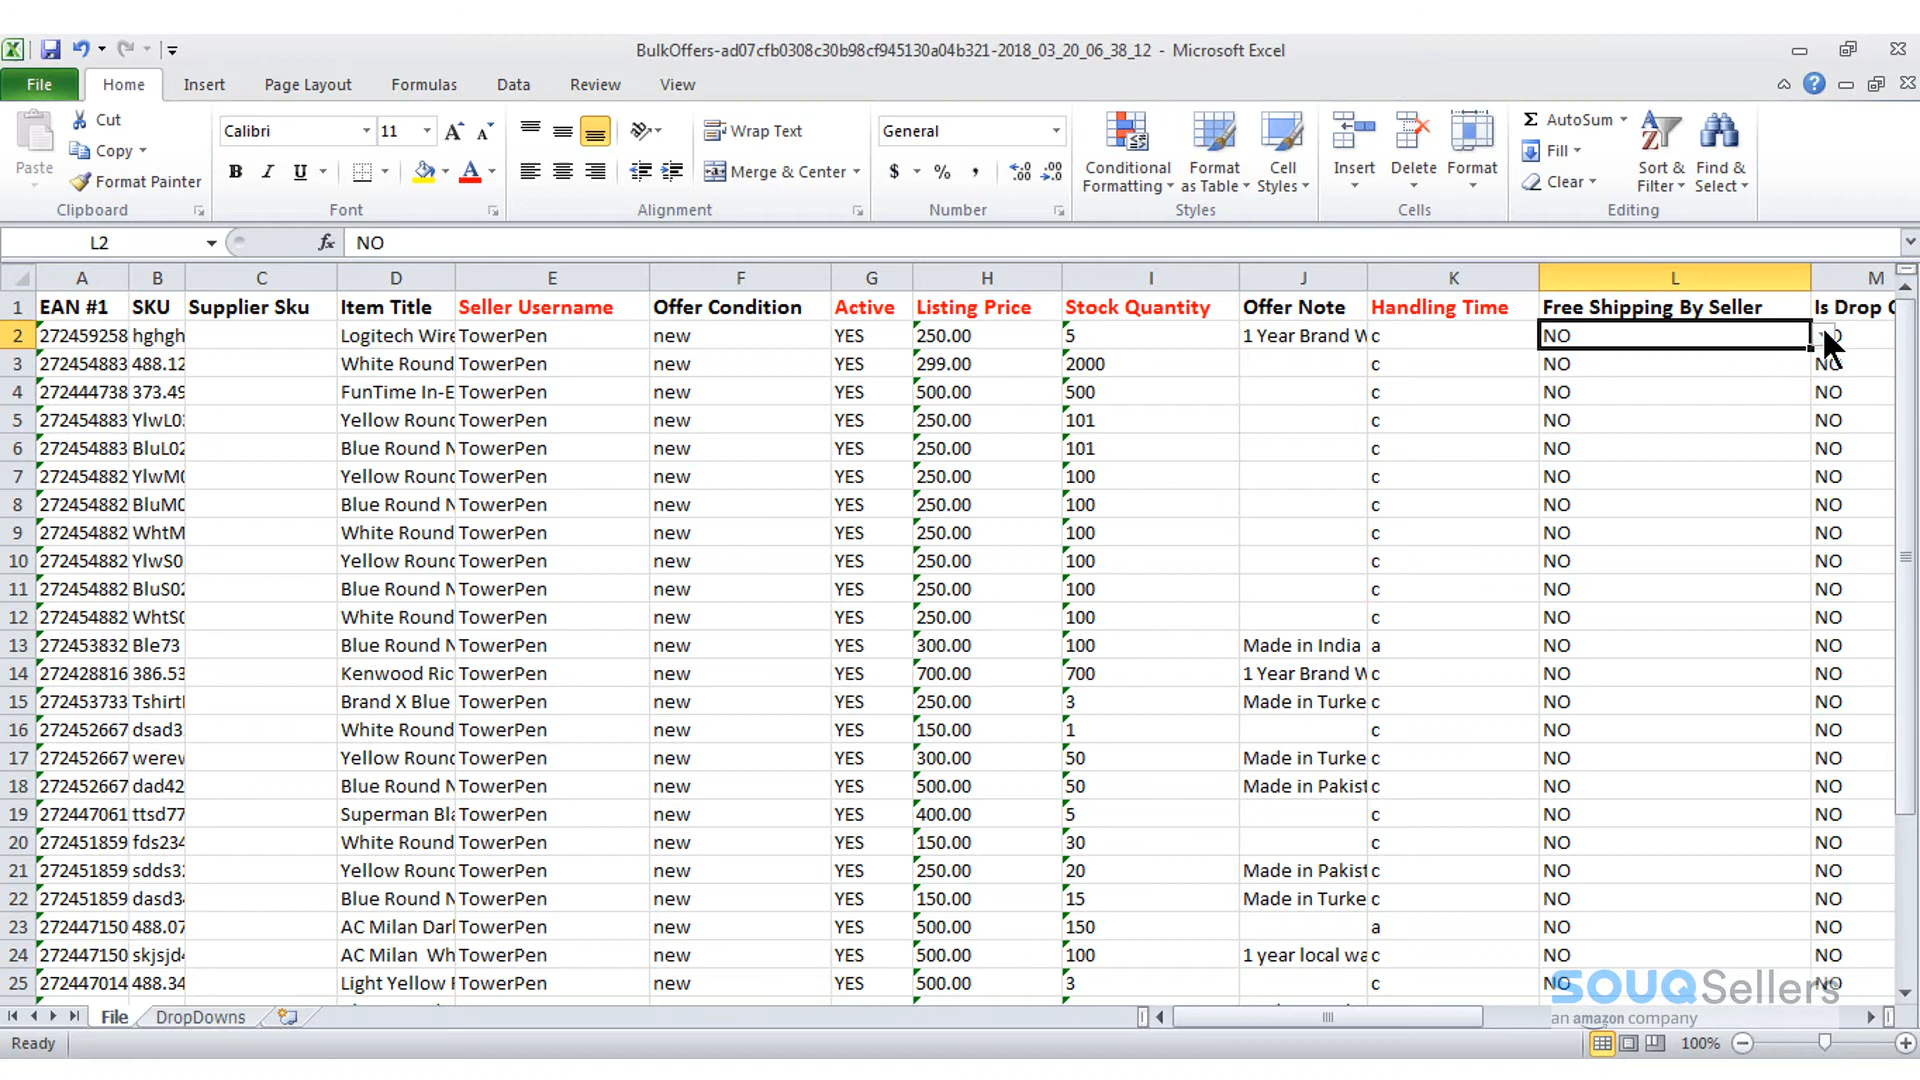 BulkOffers-ad07cfb0308c30b98cf945130a04b321-2018_03_20_06_38_12 - Microsoft Excel
File Home Insert Page Layout Formulas Data Review View
Paste Cut Copy Format Painter Clipboard
Calibri 11 B I U Font
Wrap Text Merge & Center Alignment
General $ % , .00 Number
Conditional Formatting Format as Table Cell Styles Styles
Insert Delete Format Cells
Σ AutoSum Fill Clear Sort & Filter Find & Select Editing
L2 fx NO
A B C D E F G H I J K L M
1 EAN #1 SKU Supplier Sku Item Title Seller Username Offer Condition Active Listing Price Stock Quantity Offer Note Handling Time Free Shipping By Seller Is Drop
2 272459258 hghgh Logitech Wire TowerPen new YES 250.00 5 1 Year Brand W c NO
3 272454883 488.12 White Round TowerPen new YES 299.00 2000 c NO NO
4 272444738 373.49 FunTime In-E TowerPen new YES 500.00 500 c NO NO
5 272454883 YlwL0 Yellow Round TowerPen new YES 250.00 101 c NO NO
6 272454883 BluL02 Blue Round N TowerPen new YES 250.00 101 c NO NO
7 272454882 YlwM0 Yellow Round TowerPen new YES 250.00 100 c NO NO
8 272454882 BluM0 Blue Round N TowerPen new YES 250.00 100 c NO NO
9 272454882 WhtM White Round TowerPen new YES 250.00 100 c NO NO
10 272454882 YlwS0 Yellow Round TowerPen new YES 250.00 100 c NO NO
11 272454882 BluS02 Blue Round N TowerPen new YES 250.00 100 c NO NO
12 272454882 WhtS0 White Round TowerPen new YES 250.00 100 c NO NO
13 272453832 Ble73 Blue Round N TowerPen new YES 300.00 100 Made in India a NO NO
14 272428816 386.53 Kenwood Ric TowerPen new YES 700.00 700 1 Year Brand W c NO NO
15 272453733 Tshirt Brand X Blue TowerPen new YES 250.00 3 Made in Turke c NO NO
16 272452667 dsad3 White Round TowerPen new YES 150.00 1 c NO NO
17 272452667 werew Yellow Round TowerPen new YES 300.00 50 Made in Turke c NO NO
18 272452667 dad42 Blue Round N TowerPen new YES 500.00 50 Made in Pakist c NO NO
19 272447061 ttsd77 Superman Bla TowerPen new YES 400.00 5 c NO NO
20 272451859 fds234 White Round TowerPen new YES 150.00 30 c NO NO
21 272451859 sdds3 Yellow Round TowerPen new YES 250.00 20 Made in Pakist c NO NO
22 272451859 dasd3 Blue Round N TowerPen new YES 150.00 15 Made in Turke c NO NO
23 272447150 488.07 AC Milan Dar TowerPen new YES 500.00 150 a NO NO
24 272447150 skjsjd AC Milan Wh TowerPen new YES 500.00 100 1 year local wa c NO NO
25 272447014 488.34 Light Yellow TowerPen new YES 500.00 3 c NO NO
SOUQSellers
an amazon company
File DropDowns
Ready 100%